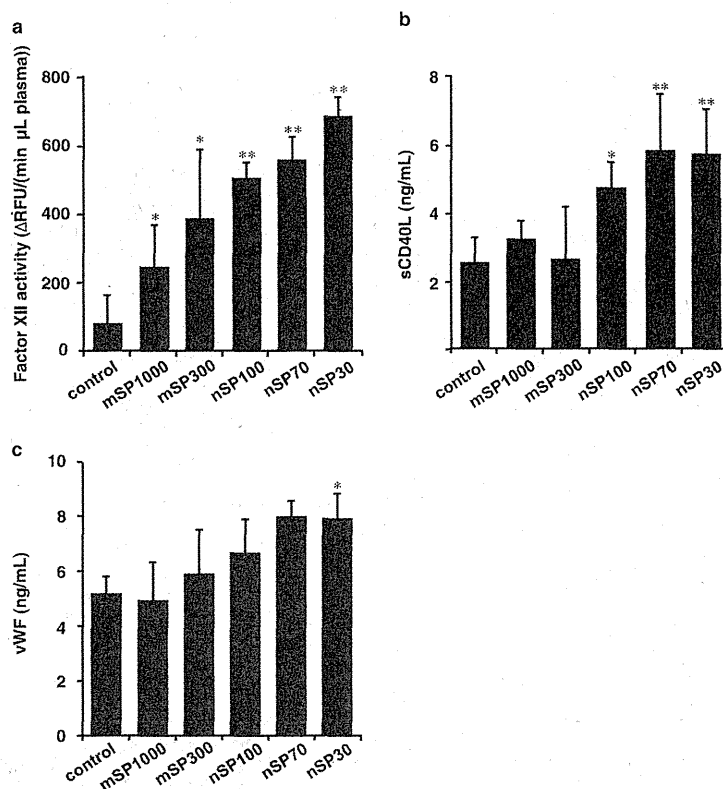 a
Factor XII activity (ΔRFU/(min μL plasma))
800
600
400
200
0
*
*
**
**
**
control
mSP1000
mSP300
nSP100
nSP70
nSP30
b
sCD40L (ng/mL)
8
6
4
2
*
**
**
control
mSP1000
mSP300
nSP100
nSP70
nSP30
c
vWF (ng/mL)
10
8
6
4
2
0
*
control
mSP1000
mSP300
nSP100
nSP70
nSP30